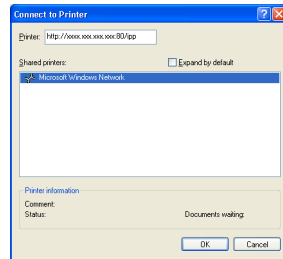 Connect to Printer
Printer: http://xxxx.xxx.xxx.xxx:80/ipp
Shared printers: Expand by default
Microsoft Windows Network
Printer information
Comment:
Status: Documents waiting:
OK Cancel